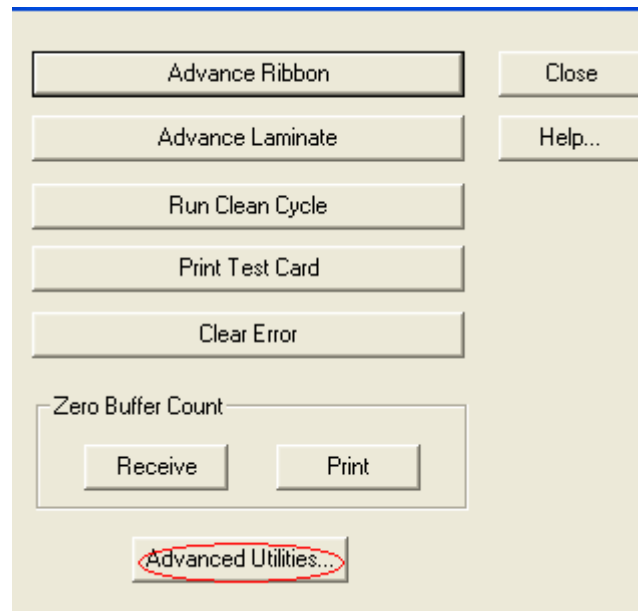 Advance Ribbon
Close
Advance Laminate
Help...
Run Clean Cycle
Print Test Card
Clear Error
Zero Buffer Count
Receive
Print
Advanced Utilities...